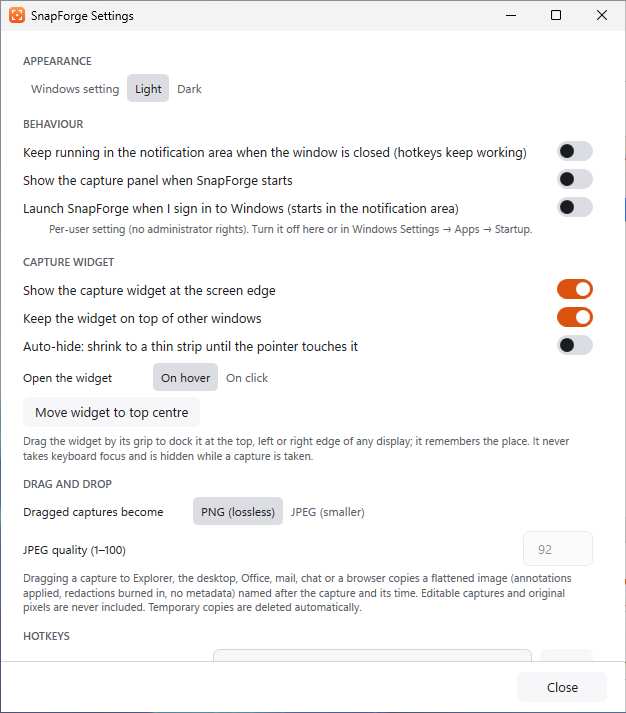 SnapForge Settings
APPEARANCE
Windows setting Light Dark
BEHAVIOUR
Keep running in the notification area when the window is closed (hotkeys keep working)
Show the capture panel when SnapForge starts
Launch SnapForge when I sign in to Windows (starts in the notification area)
Per-user setting (no administrator rights). Turn it off here or in Windows Settings → Apps → Startup.
CAPTURE WIDGET
Show the capture widget at the screen edge
Keep the widget on top of other windows
Auto-hide: shrink to a thin strip until the pointer touches it
Open the widget On hover On click
Move widget to top centre
Drag the widget by its grip to dock it at the top, left or right edge of any display; it remembers the place. It never
takes keyboard focus and is hidden while a capture is taken.
DRAG AND DROP
Dragged captures become PNG (lossless) JPEG (smaller)
JPEG quality (1–100) 92
Dragging a capture to Explorer, the desktop, Office, mail, chat or a browser copies a flattened image (annotations
applied, redactions burned in, no metadata) named after the capture and its time. Editable captures and original
pixels are never included. Temporary copies are deleted automatically.
HOTKEYS
Close